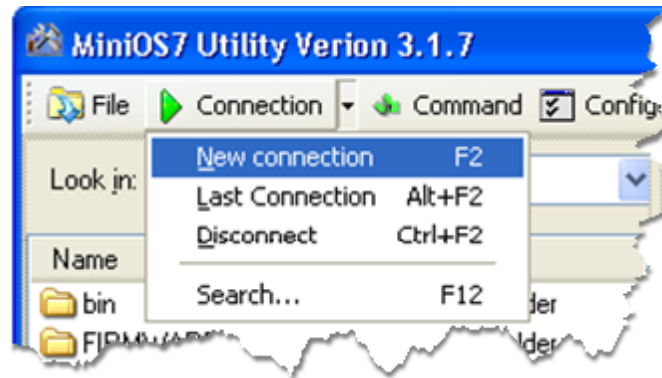 MiniOS7 Utility Verion 3.1.7
File Connection Command
New connection F2
Look in:
Last Connection Alt+F2
Disconnect Ctrl+F2
Name
Search... F12
bin